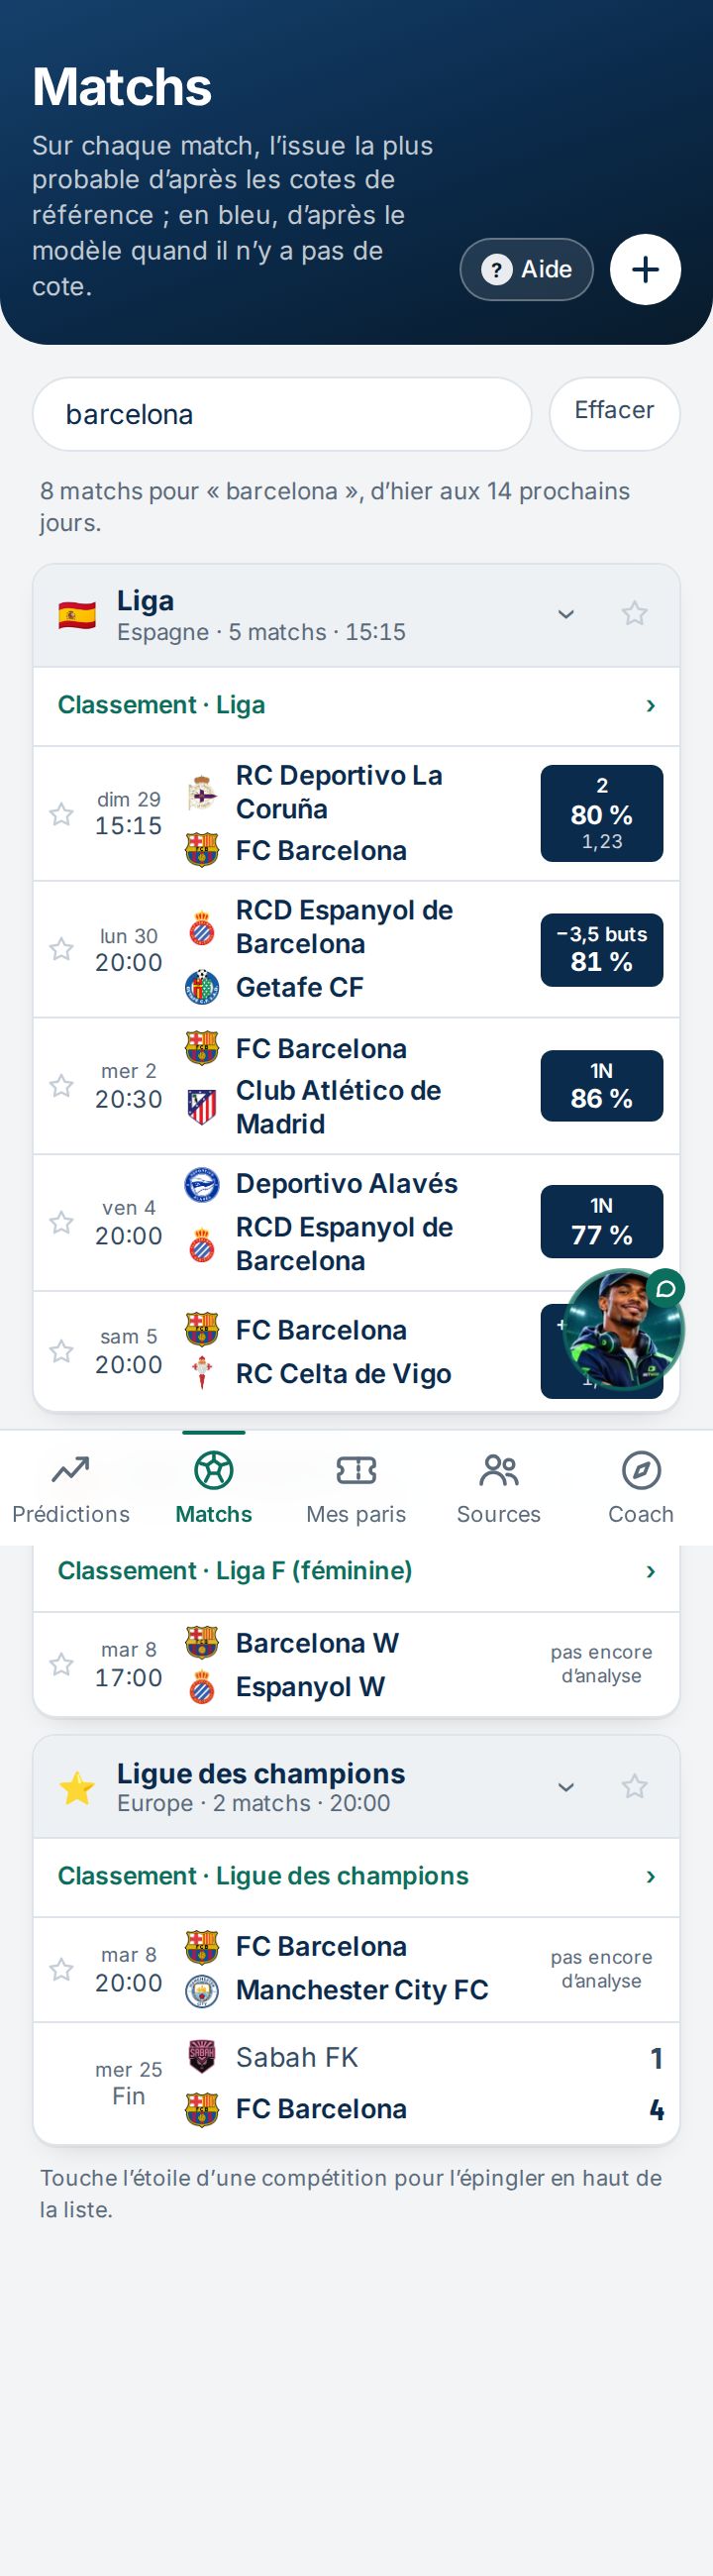 Matchs
Sur chaque match, l’issue la plus
probable d’après les cotes de
référence ; en bleu, d’après le
modèle quand il n’y a pas de
cote.
? Aide
barcelona
Effacer
8 matchs pour « barcelona », d’hier aux 14 prochains
jours.
Liga
Espagne · 5 matchs · 15:15
Classement · Liga
dim 29
15:15
RC Deportivo La
Coruña
FC Barcelona
2
80 %
1,23
lun 30
20:00
RCD Espanyol de
Barcelona
Getafe CF
−3,5 buts
81 %
mer 2
20:30
FC Barcelona
Club Atlético de
Madrid
1N
86 %
ven 4
20:00
Deportivo Alavés
RCD Espanyol de
Barcelona
1N
77 %
sam 5
20:00
FC Barcelona
RC Celta de Vigo
Prédictions
Matchs
Mes paris
Sources
Coach
Classement · Liga F (féminine)
mar 8
17:00
Barcelona W
Espanyol W
pas encore
d’analyse
Ligue des champions
Europe · 2 matchs · 20:00
Classement · Ligue des champions
mar 8
20:00
FC Barcelona
Manchester City FC
pas encore
d’analyse
mer 25
Fin
Sabah FK
1
FC Barcelona
4
Touche l’étoile d’une compétition pour l’épingler en haut de
la liste.